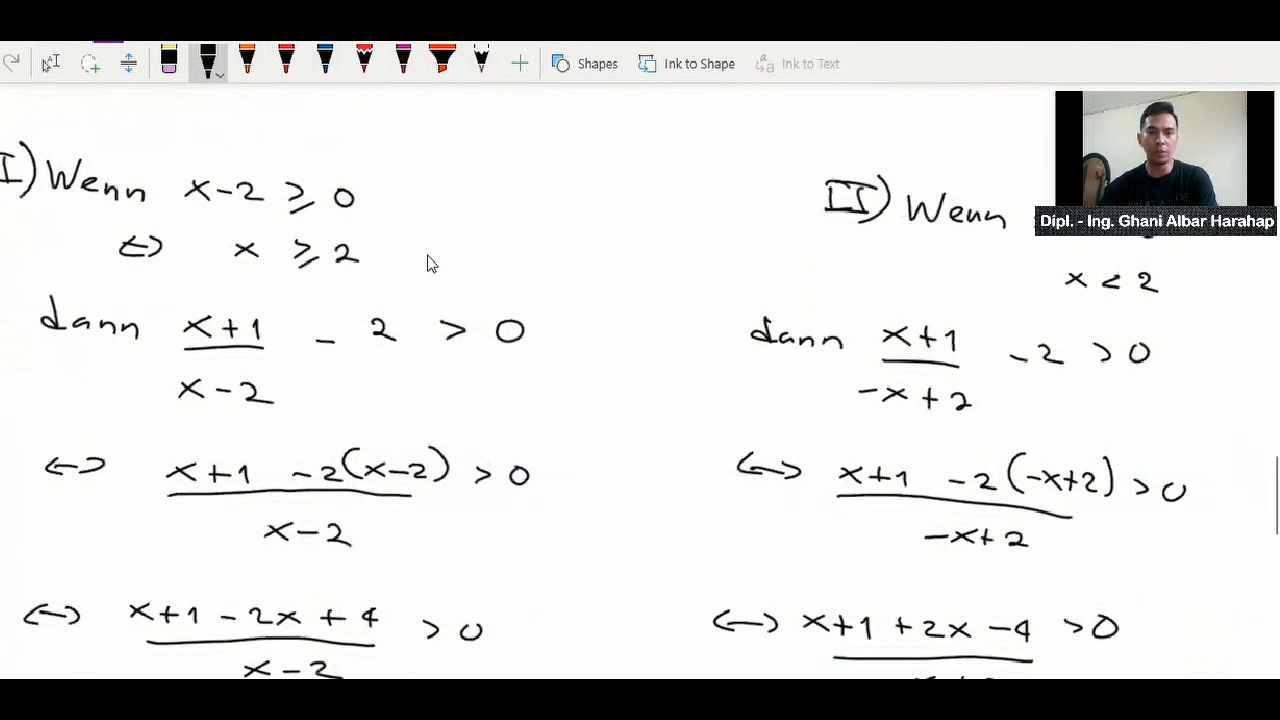 Shapes Ink to Shape Ink to Text
I) Wenn x-2 ≥ 0
⇔ x ≥ 2
dann x+1 / x-2 - 2 > 0
⇔ x+1 -2(x-2) / x-2 > 0
⇔ x+1 -2x + 4 / x-2 > 0
Dipl. - Ing. Ghani Albar Harahap
II) Wenn
x < 2
dann x+1 / -x+2 -2 > 0
⇔ x+1 -2(-x+2) / -x+2 > 0
⇔ x+1 +2x -4 > 0